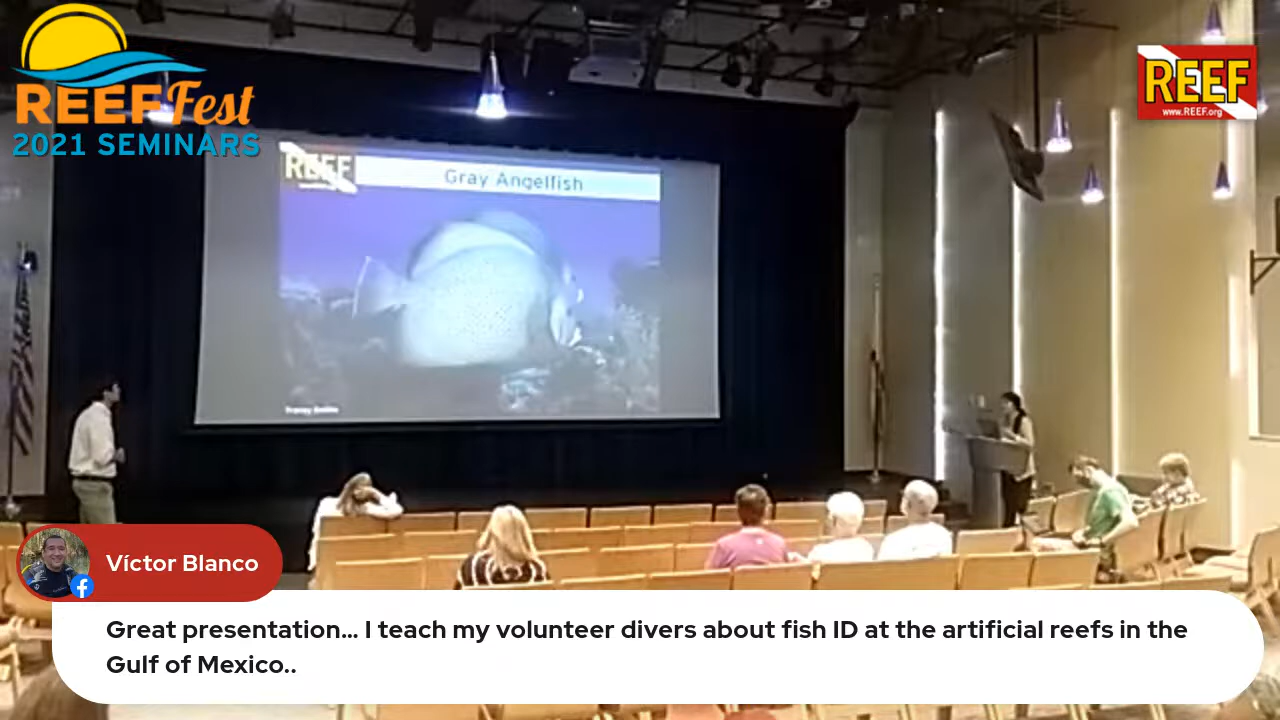 REEF Fest
2021 SEMINARS
REEF
www.REEF.org
REEF
Gray Angelfish
Víctor Blanco
Great presentation... I teach my volunteer divers about fish ID at the artificial reefs in the
Gulf of Mexico..